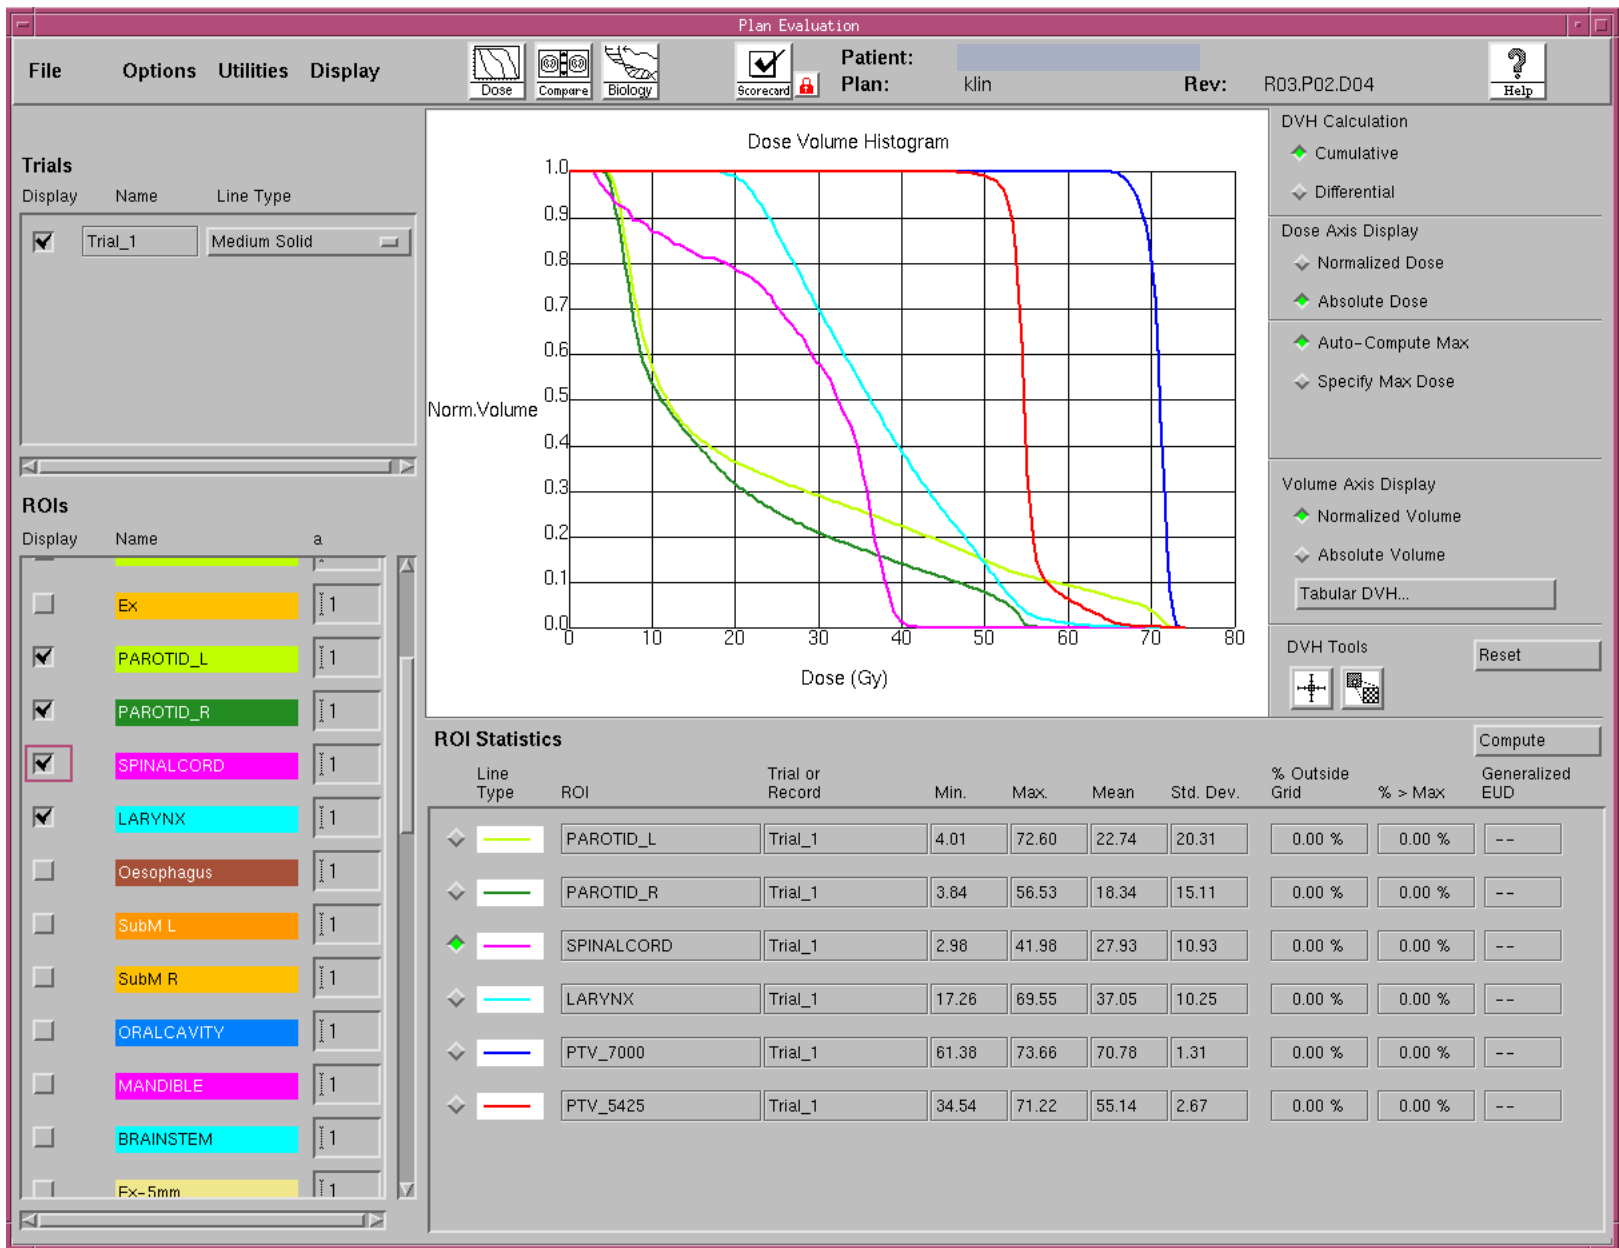 Plan Evaluation
File Options Utilities Display
Dose Compare Biology Scorecard
Patient:
Plan: klin Rev: R03.P02.D04
Help
Trials
Display Name Line Type
Trial_1 Medium Solid
ROIs
Display Name a
Ex 1
PAROTID_L 1
PAROTID_R 1
SPINALCORD 1
LARYNX 1
Oesophagus 1
SubM L 1
SubM R 1
ORALCAVITY 1
MANDIBLE 1
BRAINSTEM 1
Ex-5mm 1
Dose Volume Histogram
1.0
0.9
0.8
0.7
0.6
0.5
Norm.Volume
0.4
0.3
0.2
0.1
0.0
0 10 20 30 40 50 60 70 80
Dose (Gy)
DVH Calculation
Cumulative
Differential
Dose Axis Display
Normalized Dose
Absolute Dose
Auto-Compute Max
Specify Max Dose
Volume Axis Display
Normalized Volume
Absolute Volume
Tabular DVH...
DVH Tools
Reset
ROI Statistics
Compute
Line Type ROI Trial or Record Min. Max. Mean Std. Dev. % Outside Grid % > Max Generalized EUD
PAROTID_L Trial_1 4.01 72.60 22.74 20.31 0.00 % 0.00 % --
PAROTID_R Trial_1 3.84 56.53 18.34 15.11 0.00 % 0.00 % --
SPINALCORD Trial_1 2.98 41.98 27.93 10.93 0.00 % 0.00 % --
LARYNX Trial_1 17.26 69.55 37.05 10.25 0.00 % 0.00 % --
PTV_7000 Trial_1 61.38 73.66 70.78 1.31 0.00 % 0.00 % --
PTV_5425 Trial_1 34.54 71.22 55.14 2.67 0.00 % 0.00 % --